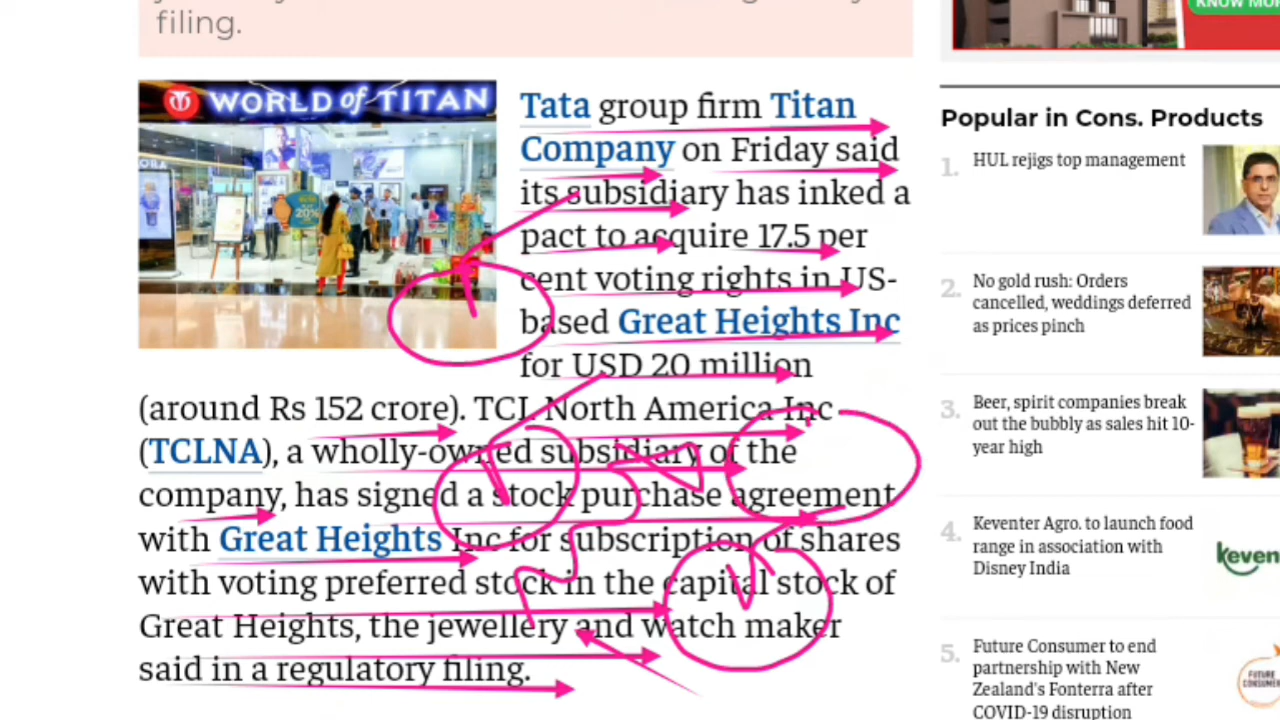 filing.
KNOW MOR
WORLD of TITAN
20%
Tata group firm Titan
Company on Friday said
its subsidiary has inked a
pact to acquire 17.5 per
cent voting rights in US-
based Great Heights Inc
for USD 20 million
(around Rs 152 crore). TCL North America Inc
(TCLNA), a wholly-owned subsidiary of the
company, has signed a stock purchase agreement
with Great Heights Inc for subscription of shares
with voting preferred stock in the capital stock of
Great Heights, the jewellery and watch maker
said in a regulatory filing.
Popular in Cons. Products
1. HUL rejigs top management
2. No gold rush: Orders
cancelled, weddings deferred
as prices pinch
3. Beer, spirit companies break
out the bubbly as sales hit 10-
year high
4. Keventer Agro. to launch food
range in association with
Disney India
keven
5. Future Consumer to end
partnership with New
Zealand's Fonterra after
COVID-19 disruption
FUTURE
CONSUMER